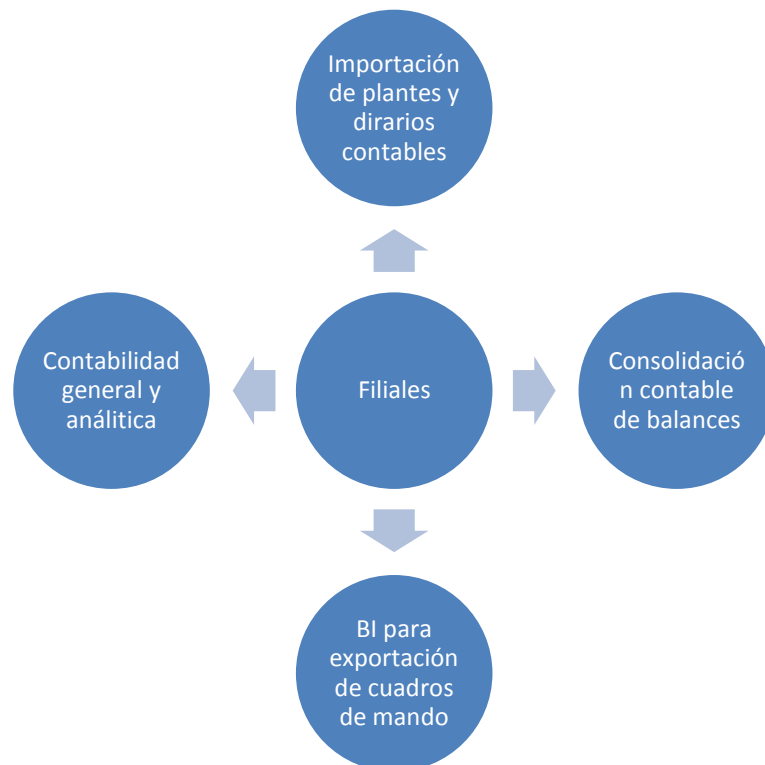 Importación
de plantes y
dirarios
contables
Contabilidad
general y
análitica
Filiales
Consolidació
n contable
de balances
BI para
exportación
de cuadros
de mando